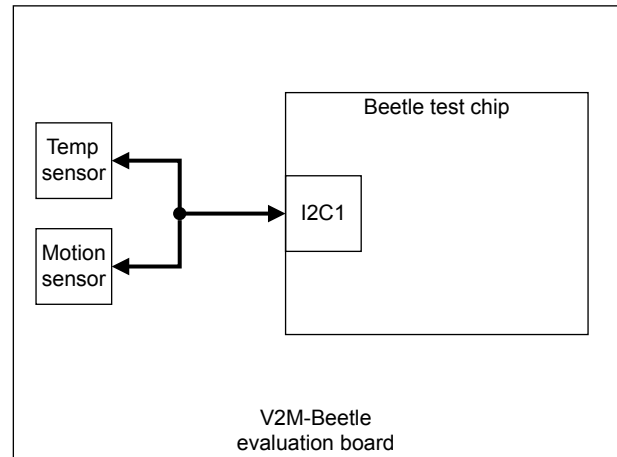 Beetle test chip
Temp
sensor
I2C1
Motion
sensor
V2M-Beetle
evaluation board